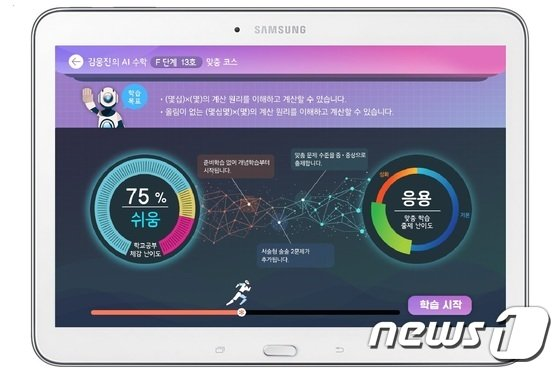 SAMSUNG
김웅진의 AI 수학 F 단계 13호 맞춤 코스
학습
목표
• (몇십)×(몇)의 계산 원리를 이해하고 계산할 수 있습니다.
• 올림이 없는 (몇십몇)×(몇)의 계산 원리를 이해하고 계산할 수 있습니다.
준비학습 없이 개념학습부터
시작됩니다.
맞춤 문제 수준을 중·중상으로
출제합니다.
75 %
쉬움
학교공부
체감 난이도
심화
응용
기본
맞춤 학습
출제 난이도
서술형 술술 2문제가
추가됩니다.
학습 시작
news1